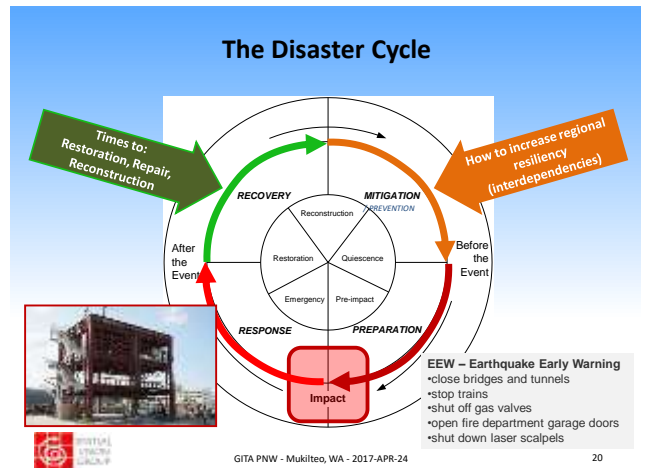 The Disaster Cycle
Times to:
Restoration, Repair,
Reconstruction
How to increase regional
resiliency
(interdependencies)
RECOVERY
MITIGATION
PREVENTION
Reconstruction
After
the
Event
Restoration
Quiescence
Before
the
Event
Emergency
Pre-impact
RESPONSE
PREPARATION
Impact
EEW – Earthquake Early Warning
•close bridges and tunnels
•stop trains
•shut off gas valves
•open fire department garage doors
•shut down laser scalpels
GROUP
GITA PNW - Mukilteo, WA - 2017-APR-24
20